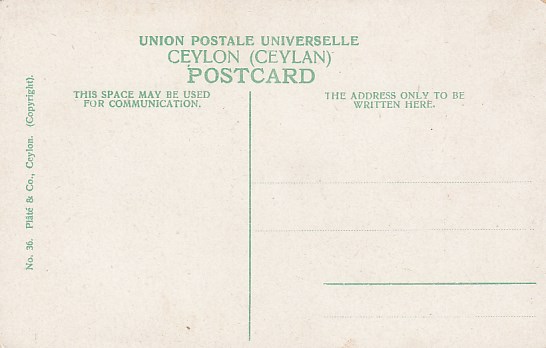 UNION POSTALE UNIVERSELLE
CEYLON (CEYLAN)
POSTCARD
THIS SPACE MAY BE USED
FOR COMMUNICATION.
THE ADDRESS ONLY TO BE
WRITTEN HERE.
No. 36. Plâté & Co., Ceylon. (Copyright).